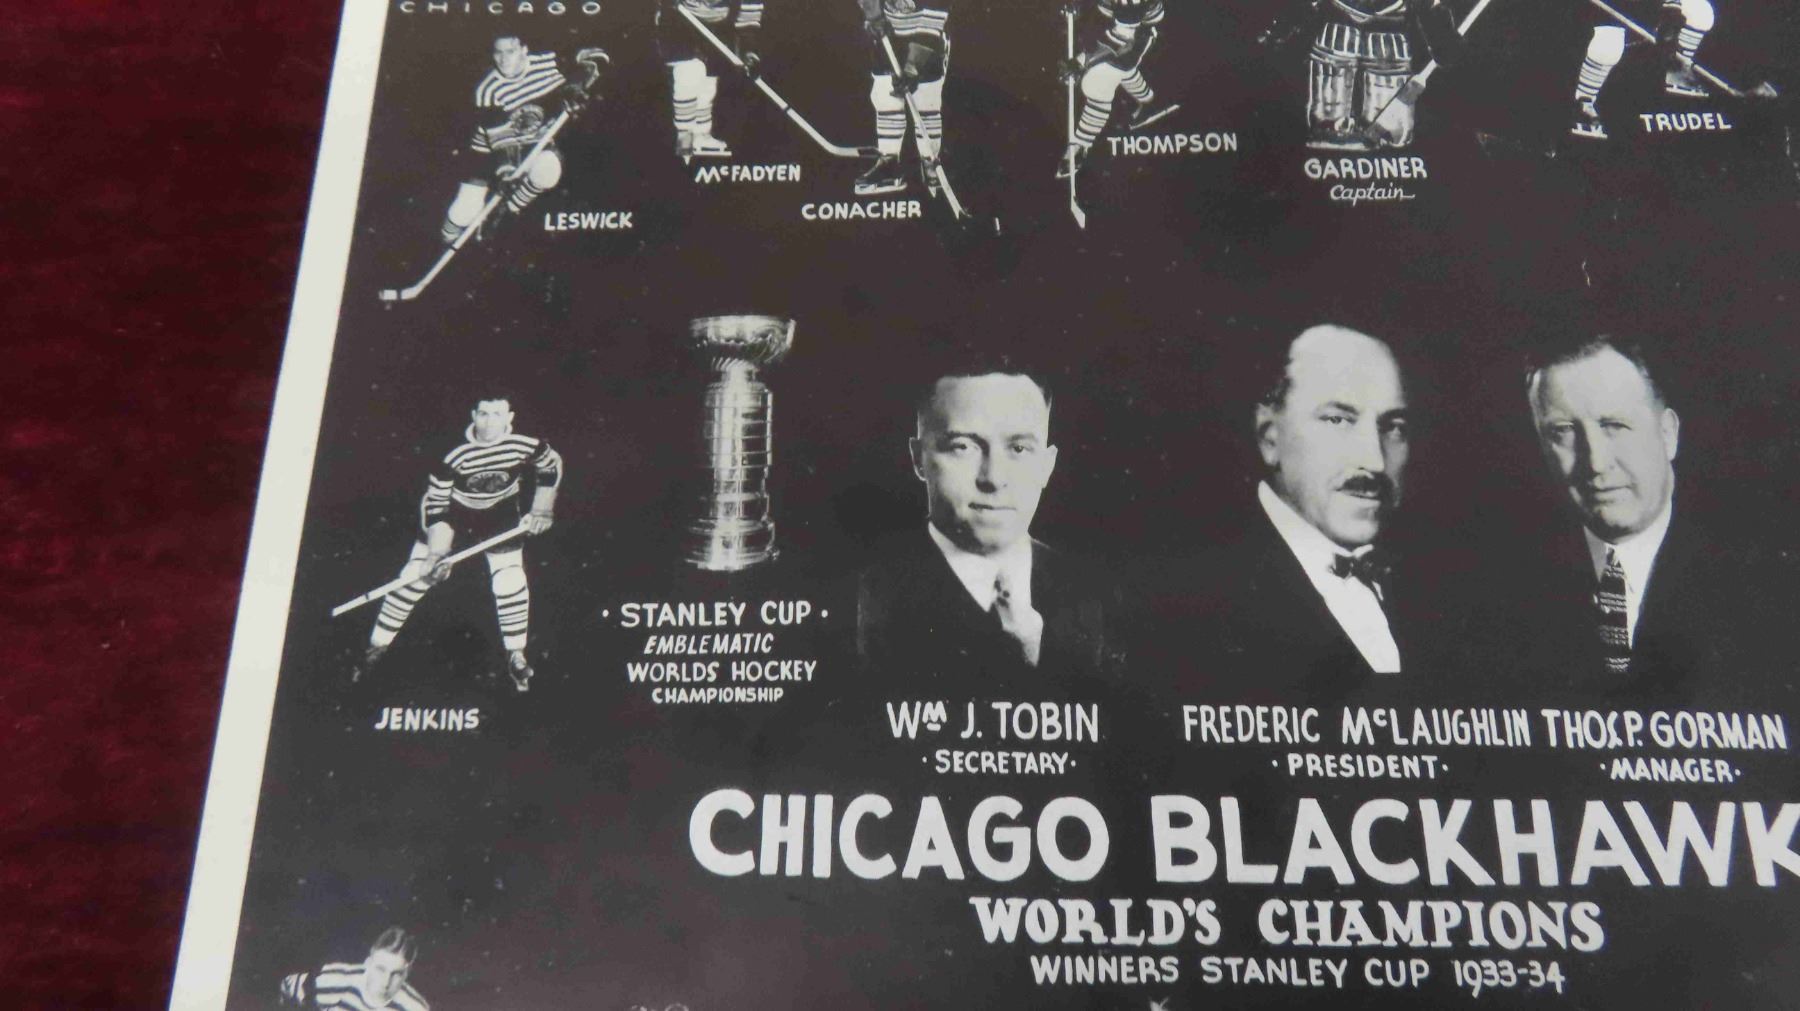 CHICAGO
LESWICK
McFADYEN
CONACHER
THOMPSON
GARDINER
Captain
TRUDEL
JENKINS
· STANLEY CUP ·
EMBLEMATIC
WORLDS HOCKEY
CHAMPIONSHIP
Wm J. TOBIN
· SECRETARY ·
FREDERIC McLAUGHLIN
· PRESIDENT ·
THOS. P. GORMAN
· MANAGER ·
CHICAGO BLACKHAWK
WORLD'S CHAMPIONS
WINNERS STANLEY CUP 1933-34